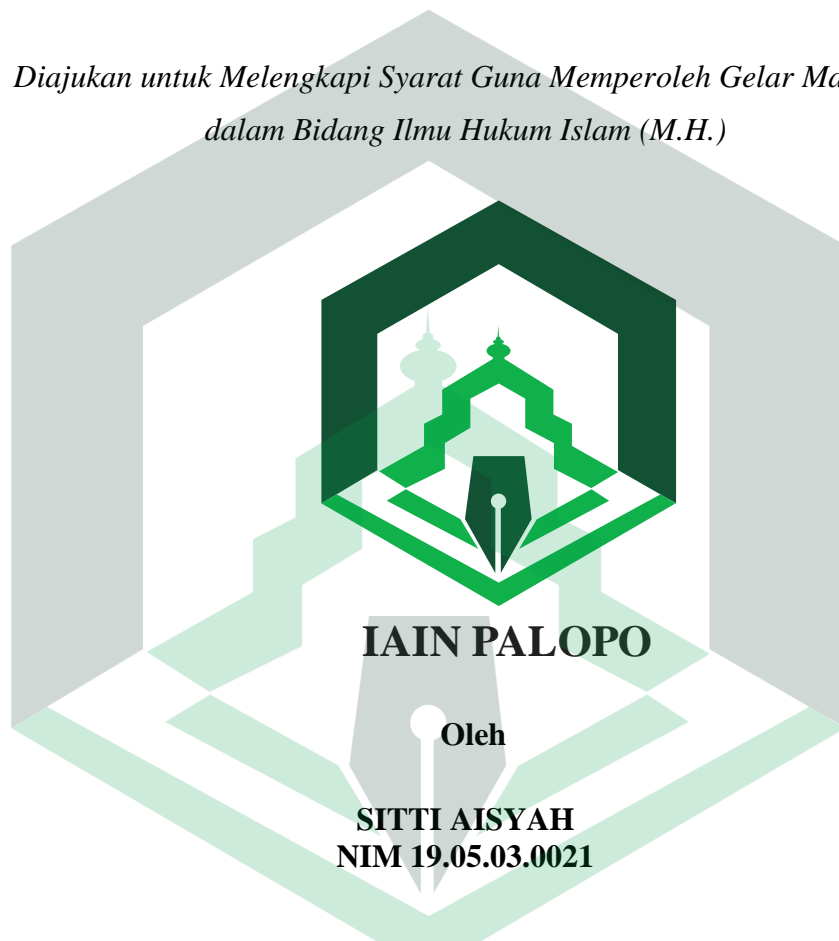 Diajukan untuk Melengkapi Syarat Guna Memperoleh Gelar
dalam Bidang Ilmu Hukum Islam (M.H.)
IAIN PALOPO
Oleh
SITTI AISYAH
NIM 19.05.03.0021